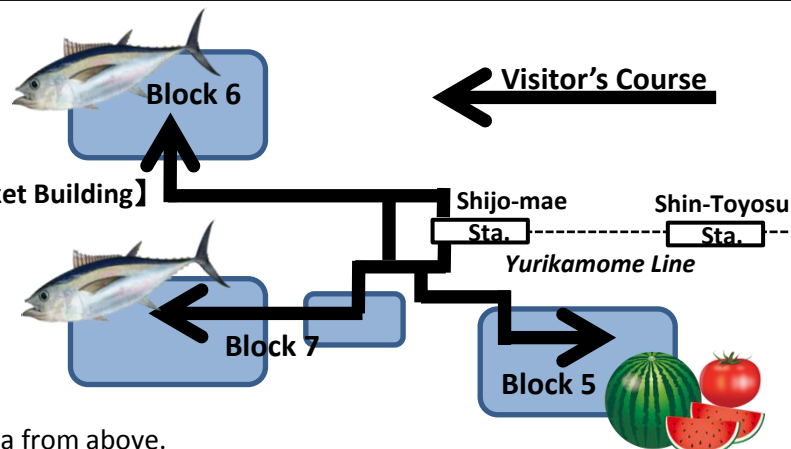 Block 6
Visitor's Course
ket Building】
Shijo-mae
Shin-Toyosu
Sta.
Sta.
Yurikamome Line
Block 7
Block 5
a from above.